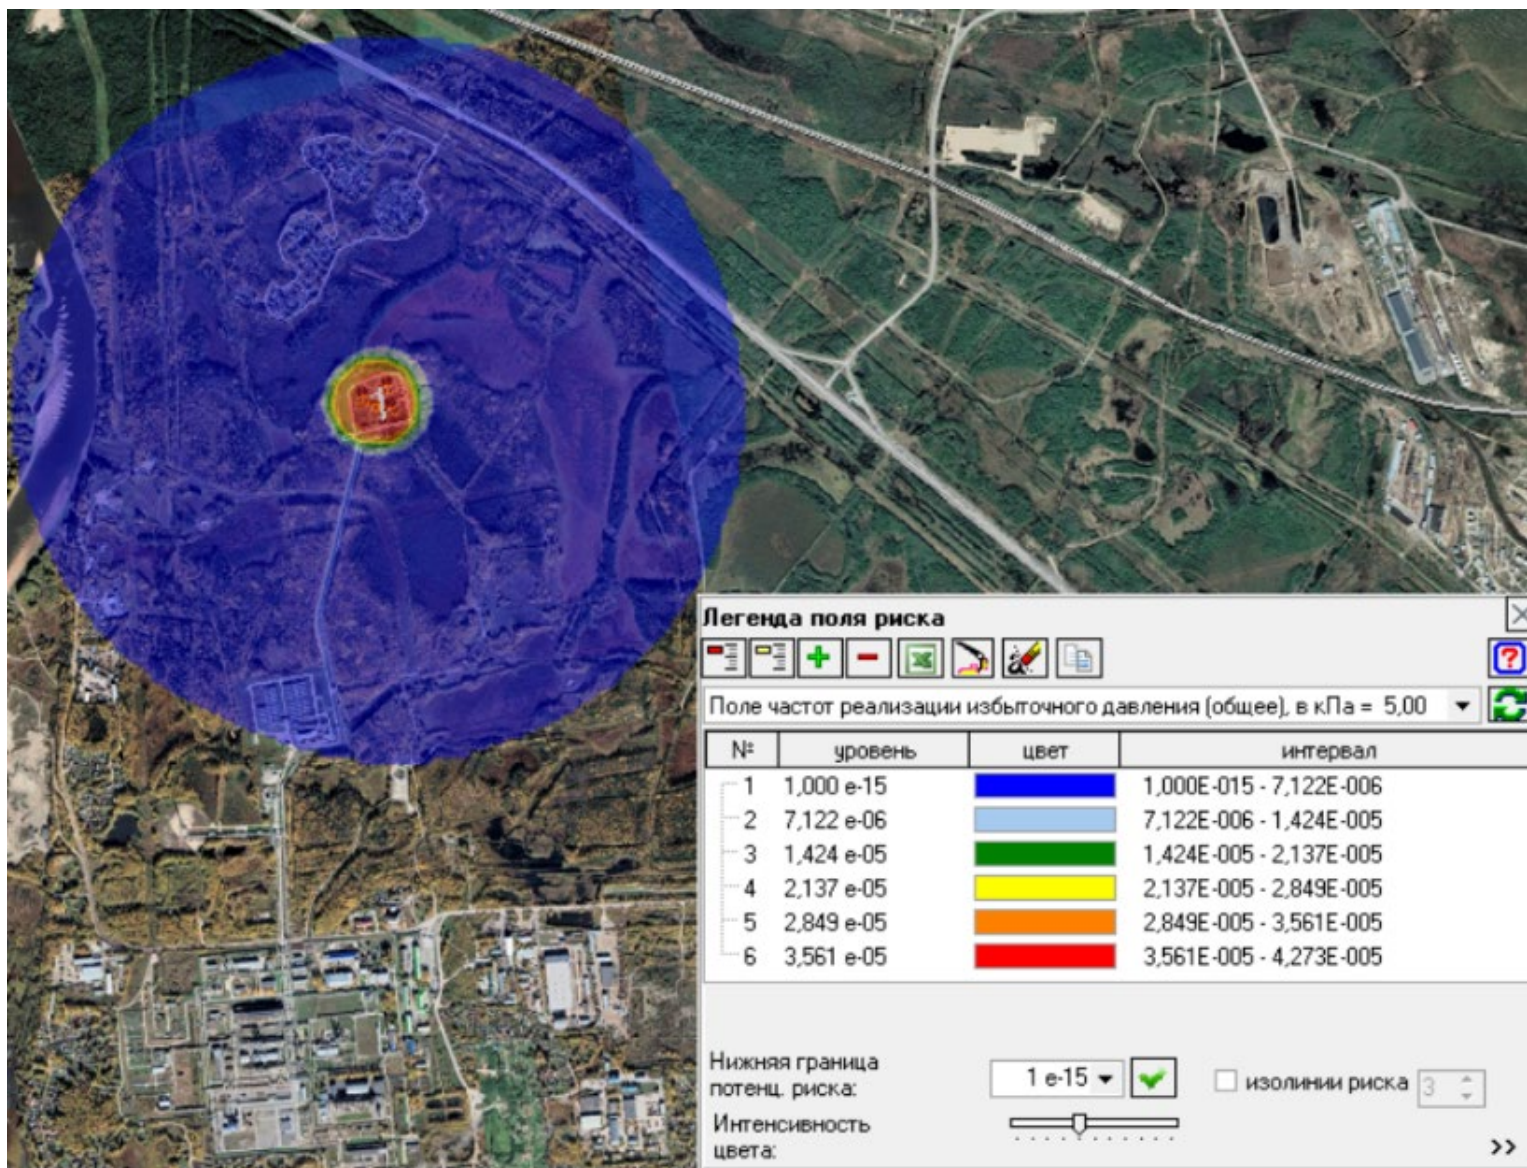 1
Легенда поля риска
Поле частот реализации избыточного давления (общее), в кПа = 5,00
№ уровень цвет интервал
1 1,000 e-15 1,000E-015 - 7,122E-006
2 7,122 e-06 7,122E-006 - 1,424E-005
3 1,424 e-05 1,424E-005 - 2,137E-005
4 2,137 e-05 2,137E-005 - 2,849E-005
5 2,849 e-05 2,849E-005 - 3,561E-005
6 3,561 e-05 3,561E-005 - 4,273E-005
Нижняя граница
потенц. риска:
1 e-15
изолинии риска 3
Интенсивность
цвета:
>>